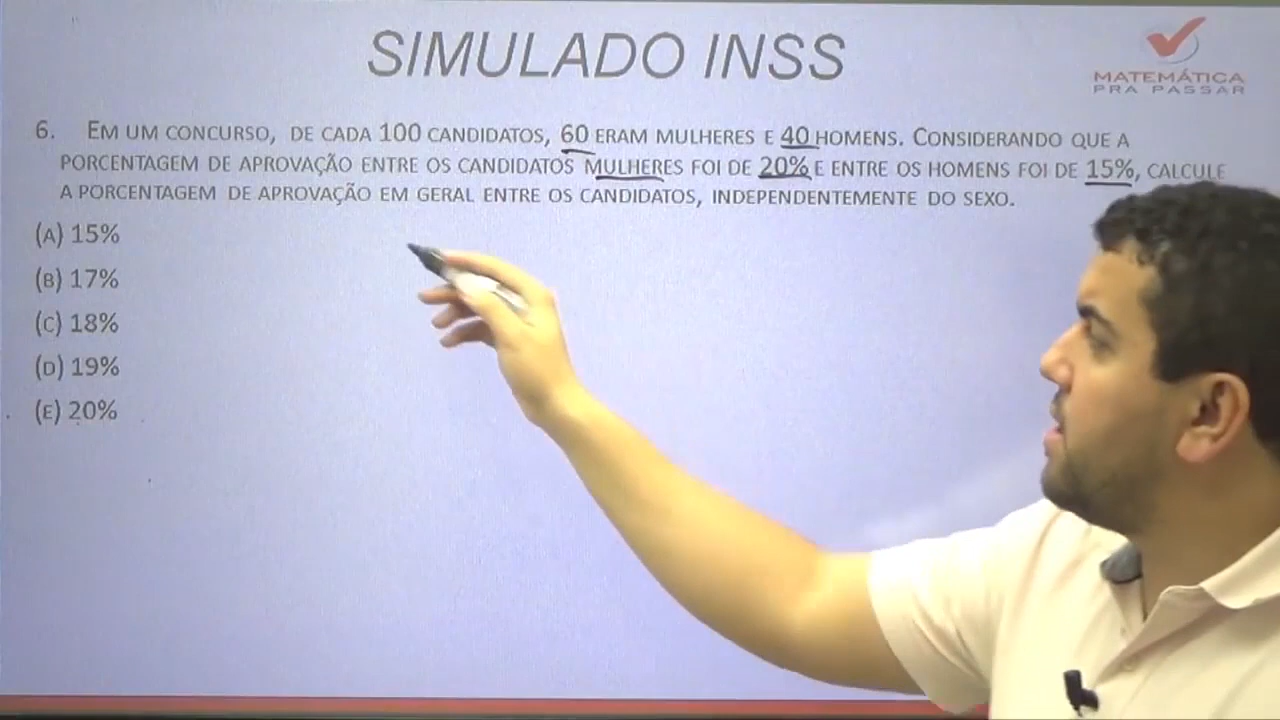 SIMULADO INSS
MATEMÁTICA
PRA PASSAR
6. EM UM CONCURSO, DE CADA 100 CANDIDATOS, 60 ERAM MULHERES E 40 HOMENS. CONSIDERANDO QUE A
PORCENTAGEM DE APROVAÇÃO ENTRE OS CANDIDATOS MULHERES FOI DE 20% E ENTRE OS HOMENS FOI DE 15%, CALCULE
A PORCENTAGEM DE APROVAÇÃO EM GERAL ENTRE OS CANDIDATOS, INDEPENDENTEMENTE DO SEXO.
(A) 15%
(B) 17%
(C) 18%
(D) 19%
(E) 20%